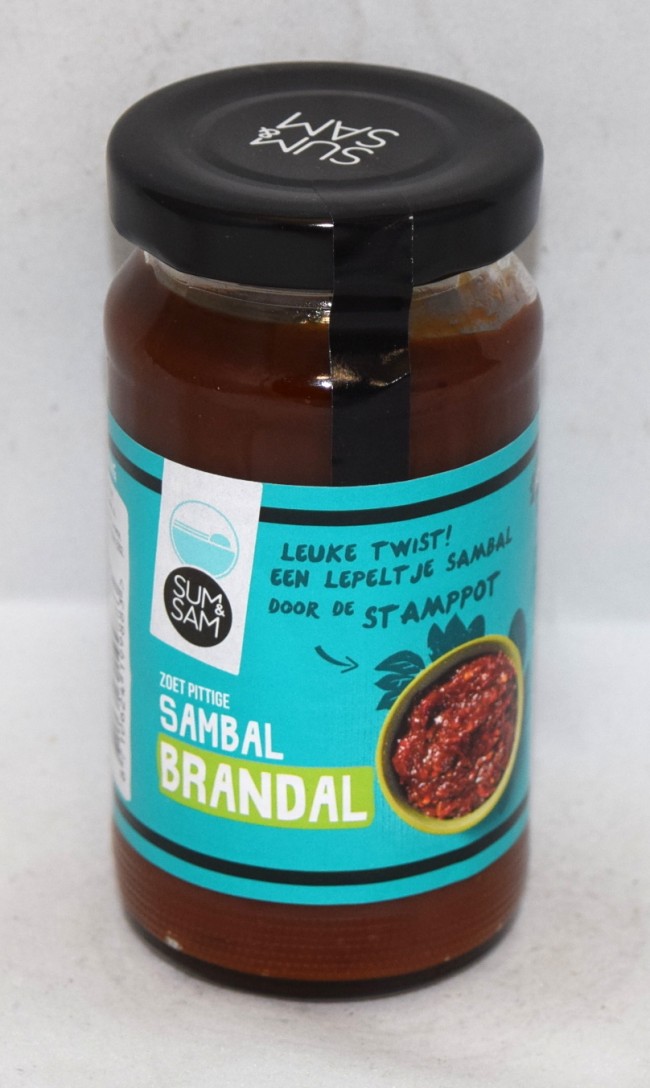 SUM
&
SAM
LEUKE TWIST!
EEN LEPELTJE SAMBAL
DOOR DE STAMPPOT
SUM
&
SAM
ZOET PITTIGE
SAMBAL
BRANDAL